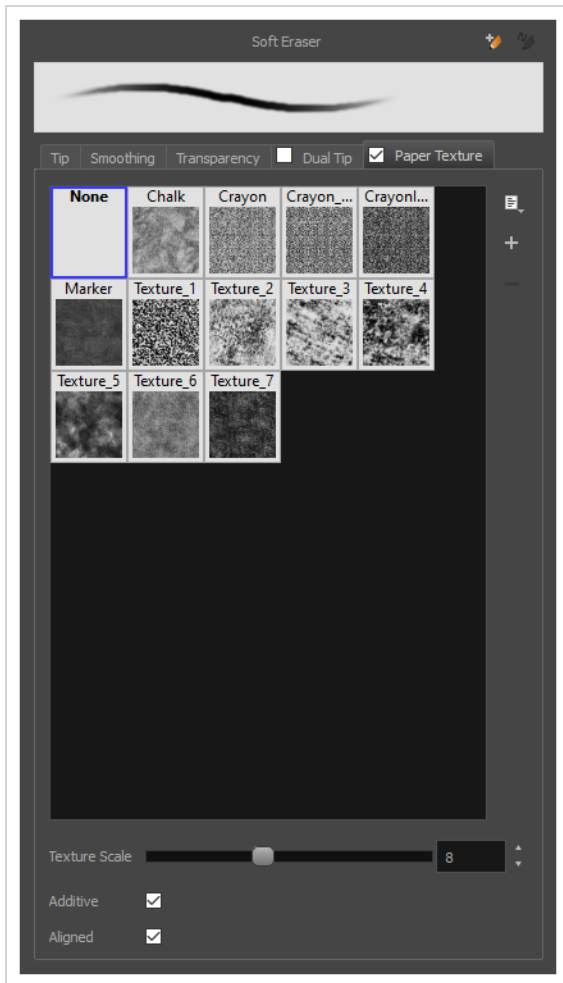 Soft Eraser
Tip Smoothing Transparency Dual Tip Paper Texture
None Chalk Crayon Crayon_... Crayonl...
Marker Texture_1 Texture_2 Texture_3 Texture_4
Texture_5 Texture_6 Texture_7
Texture Scale 8
Additive
Aligned